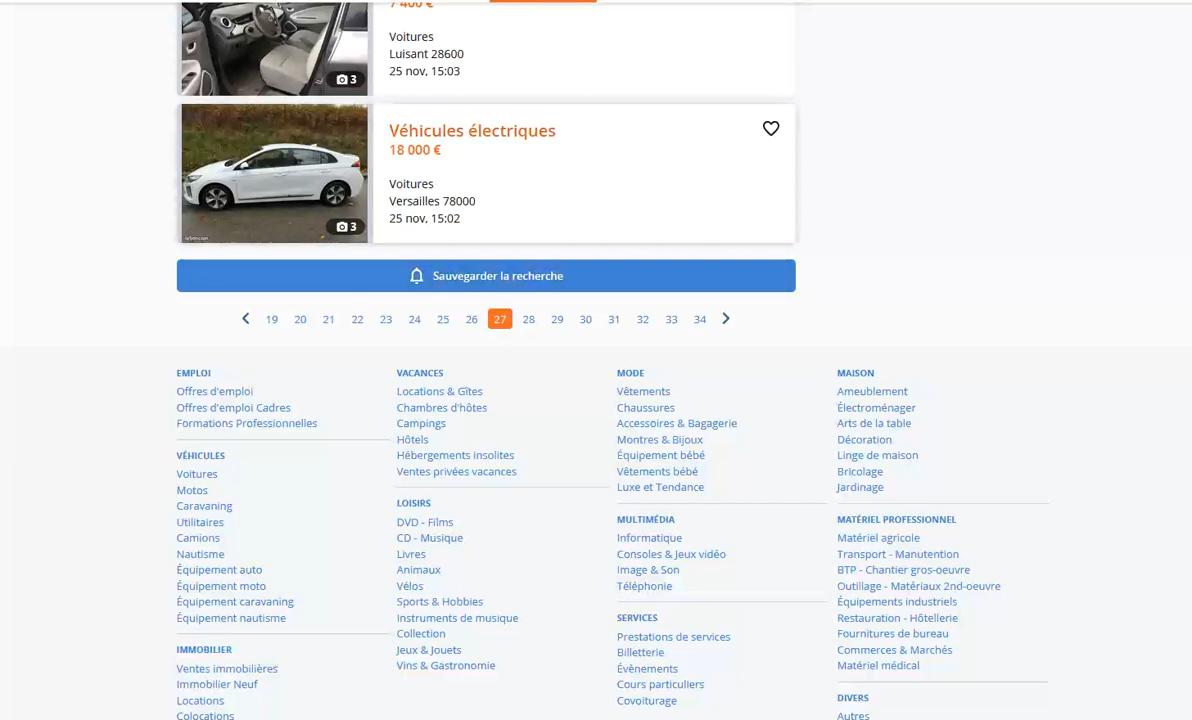 7 400 €
Voitures
Luisant 28600
25 nov, 15:03
3
Véhicules électriques
18 000 €
Voitures
Versailles 78000
25 nov, 15:02
3
Sauvegarder la recherche
19 20 21 22 23 24 25 26 27 28 29 30 31 32 33 34
EMPLOI
Offres d'emploi
Offres d'emploi Cadres
Formations Professionnelles
VÉHICULES
Voitures
Motos
Caravaning
Utilitaires
Camions
Nautisme
Équipement auto
Équipement moto
Équipement caravaning
Équipement nautisme
IMMOBILIER
Ventes immobilières
Immobilier Neuf
Locations
Colocations
VACANCES
Locations & Gîtes
Chambres d'hôtes
Campings
Hôtels
Hébergements insolites
Ventes privées vacances
LOISIRS
DVD - Films
CD - Musique
Livres
Animaux
Vélos
Sports & Hobbies
Instruments de musique
Collection
Jeux & Jouets
Vins & Gastronomie
MODE
Vêtements
Chaussures
Accessoires & Bagagerie
Montres & Bijoux
Équipement bébé
Vêtements bébé
Luxe et Tendance
MULTIMÉDIA
Informatique
Consoles & Jeux vidéo
Image & Son
Téléphonie
SERVICES
Prestations de services
Billetterie
Évènements
Cours particuliers
Covoiturage
MAISON
Ameublement
Électroménager
Arts de la table
Décoration
Linge de maison
Bricolage
Jardinage
MATÉRIEL PROFESSIONNEL
Matériel agricole
Transport - Manutention
BTP - Chantier gros-oeuvre
Outillage - Matériaux 2nd-oeuvre
Équipements industriels
Restauration - Hôtellerie
Fournitures de bureau
Commerces & Marchés
Matériel médical
DIVERS
Autres